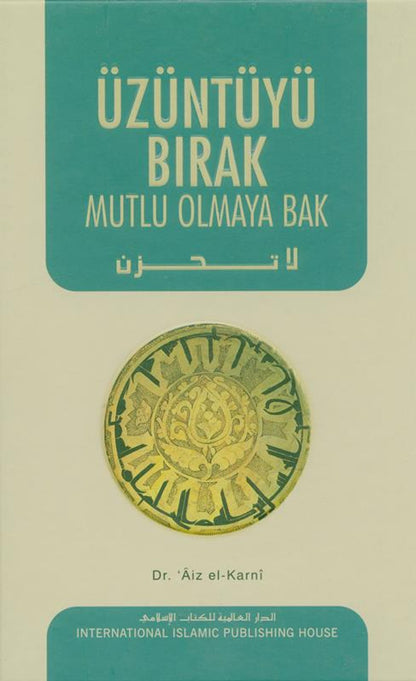 ÜZÜNTÜYÜ
BIRAK
MUTLU OLMAYA BAK
لا تحزن
Dr. ‘Âiz el-Karnî
الدار العالمية للكتاب الإسلامي
INTERNATIONAL ISLAMIC PUBLISHING HOUSE